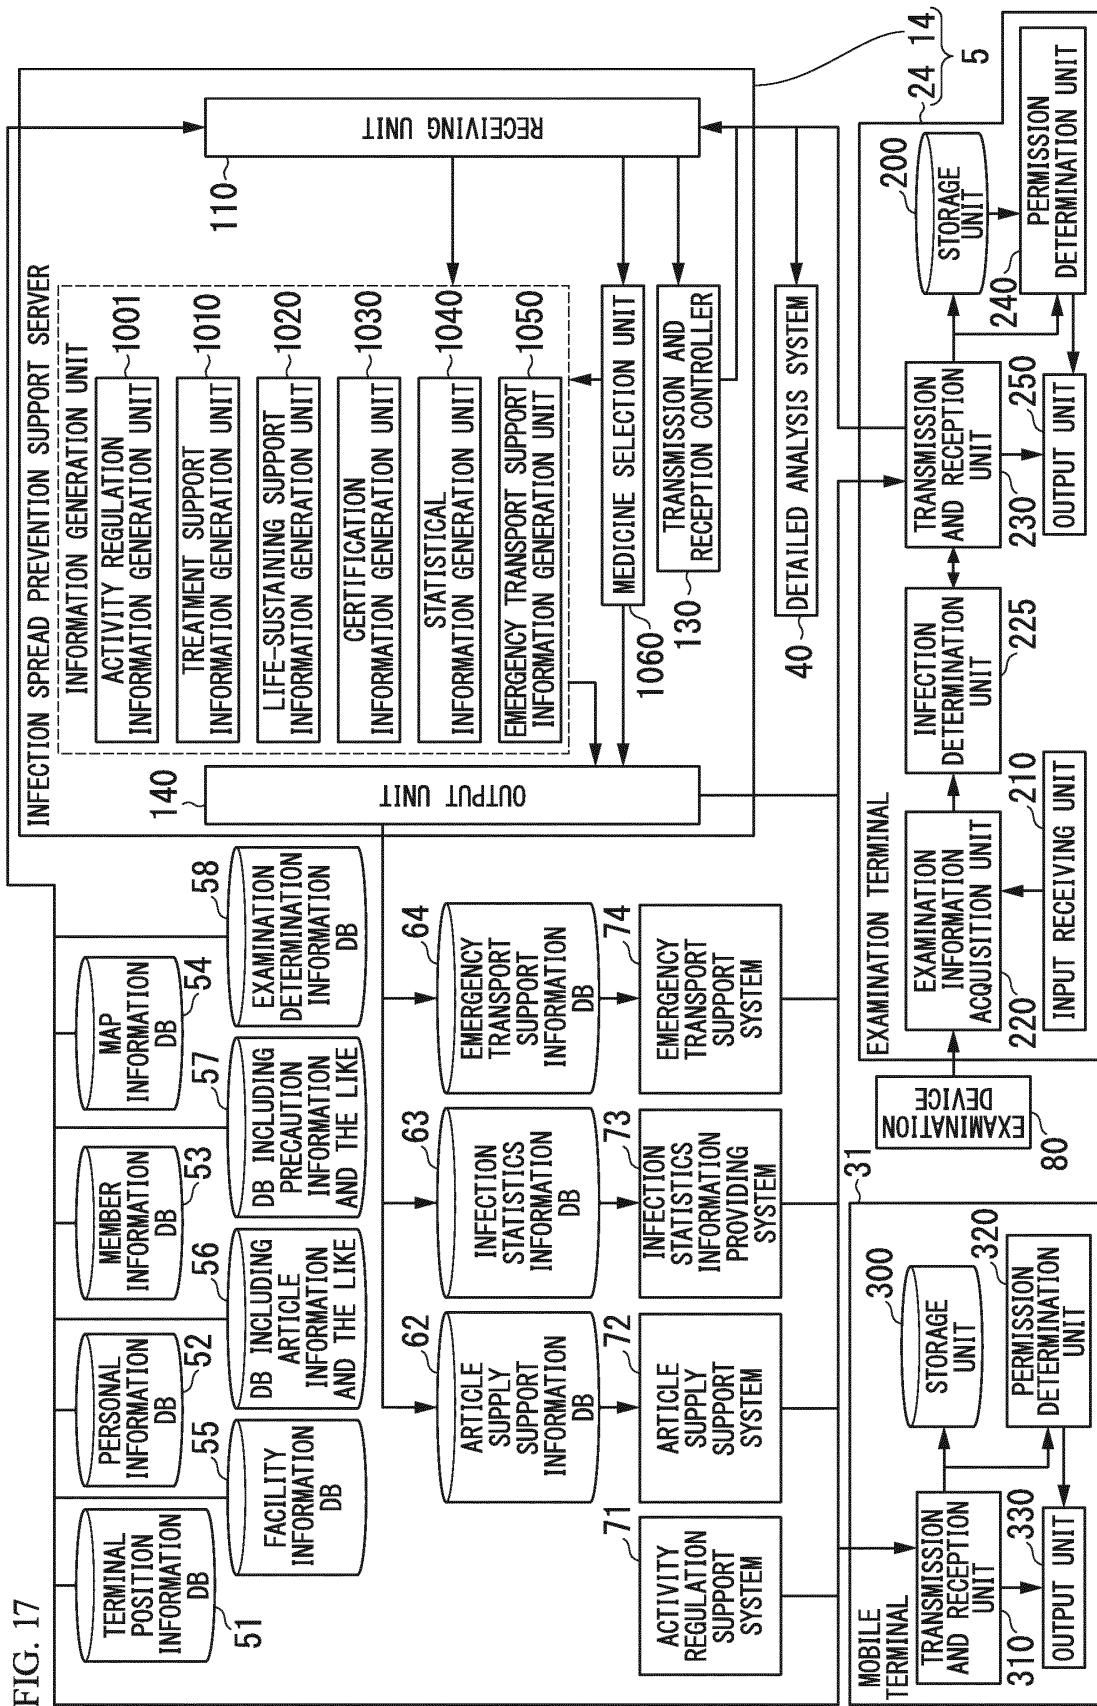 FIG. 17
TERMINAL
POSITION
INFORMATION
DB
51
PERSONAL
INFORMATION
DB
52
MEMBER
INFORMATION
DB
53
MAP
INFORMATION
DB
54
FACILITY
INFORMATION
DB
55
DB INCLUDING
ARTICLE
INFORMATION
AND THE LIKE
56
DB INCLUDING
PRECAUTION
INFORMATION
AND THE LIKE
57
EXAMINATION
DETERMINATION
INFORMATION
DB
58
ARTICLE
SUPPLY
SUPPORT
INFORMATION
DB
62
INFECTION
STATISTICS
INFORMATION
DB
63
EMERGENCY
TRANSPORT
SUPPORT
INFORMATION
DB
64
ACTIVITY
REGULATION
SUPPORT
SYSTEM
71
ARTICLE
SUPPLY
SUPPORT
SYSTEM
72
INFECTION
STATISTICS
INFORMATION
PROVIDING
SYSTEM
73
EMERGENCY
TRANSPORT
SUPPORT
SYSTEM
74
INFECTION SPREAD PREVENTION SUPPORT SERVER
14
24
5
140
OUTPUT UNIT
INFORMATION GENERATION UNIT
ACTIVITY REGULATION
INFORMATION GENERATION UNIT
1001
TREATMENT SUPPORT
INFORMATION GENERATION UNIT
1010
LIFE-SUSTAINING SUPPORT
INFORMATION GENERATION UNIT
1020
CERTIFICATION
INFORMATION GENERATION UNIT
1030
STATISTICAL
INFORMATION GENERATION UNIT
1040
EMERGENCY TRANSPORT SUPPORT
INFORMATION GENERATION UNIT
1050
MEDICINE SELECTION UNIT
1060
TRANSMISSION AND
RECEPTION CONTROLLER
130
110
RECEIVING UNIT
DETAILED ANALYSIS SYSTEM
40
MOBILE
TERMINAL
31
TRANSMISSION
AND RECEPTION
UNIT
310
STORAGE
UNIT
300
PERMISSION
DETERMINATION
UNIT
320
OUTPUT UNIT
330
EXAMINATION
DEVICE
80
EXAMINATION TERMINAL
EXAMINATION
INFORMATION
ACQUISITION UNIT
220
INPUT RECEIVING UNIT
210
INFECTION
DETERMINATION
UNIT
225
TRANSMISSION
AND RECEPTION
UNIT
230
OUTPUT UNIT
250
STORAGE
UNIT
200
PERMISSION
DETERMINATION UNIT
240